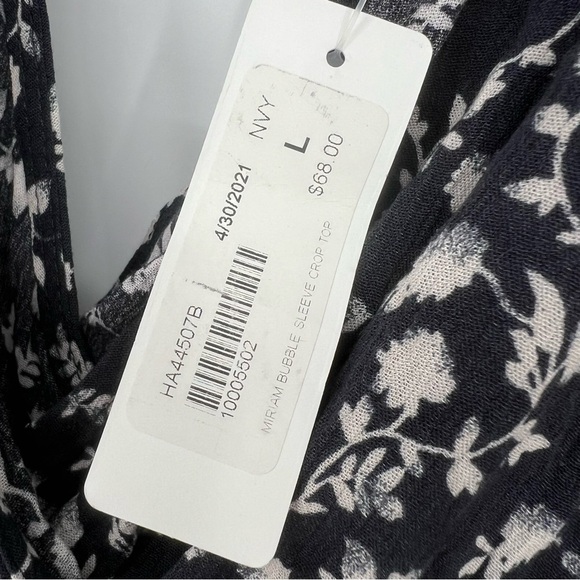 HA44507B
4/30/2021
NVY
10005502
L
MIRIAM BUBBLE SLEEVE CROP TOP
$68.00